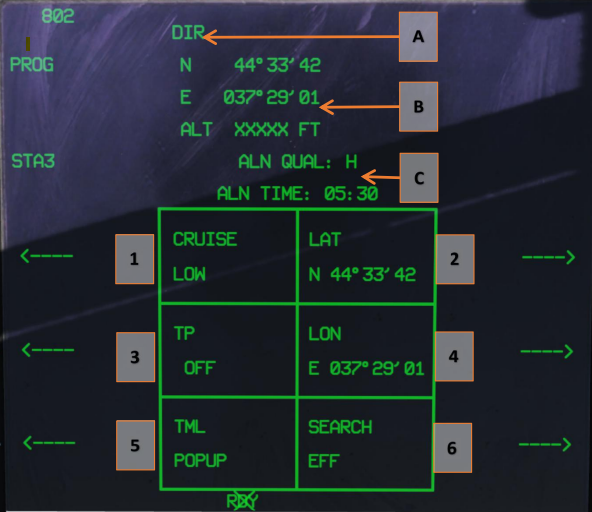 802
DIR
A
PROG
N 44°33'42
E 037°29'01
B
ALT XXXXX FT
STA3
ALN QUAL: H
C
ALN TIME: 05:30
CRUISE
LOW
1
LAT
N 44°33'42
2
TP
OFF
3
LON
E 037°29'01
4
TML
POPUP
5
SEARCH
EFF
6
RDY